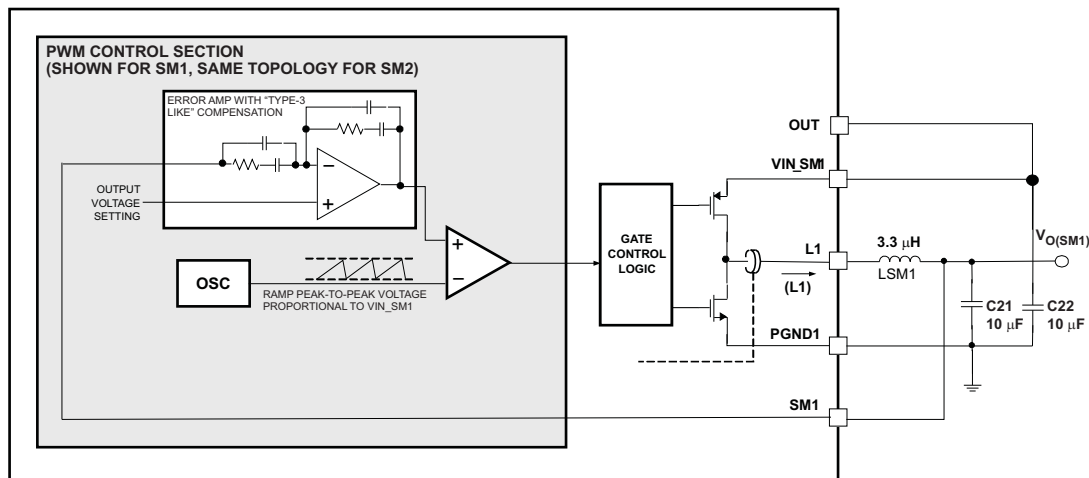 PWM CONTROL SECTION
(SHOWN FOR SM1, SAME TOPOLOGY FOR SM2)
ERROR AMP WITH “TYPE-3
LIKE” COMPENSATION
OUTPUT
VOLTAGE
SETTING
−
+
+
−
OSC
RAMP PEAK-TO-PEAK VOLTAGE
PROPORTIONAL TO VIN_SM1
GATE
CONTROL
LOGIC
OUT
VIN_SM1
L1
(L1)
PGND1
SM1
3.3 μH
LSM1
VO(SM1)
C21
10 μF
C22
10 μF